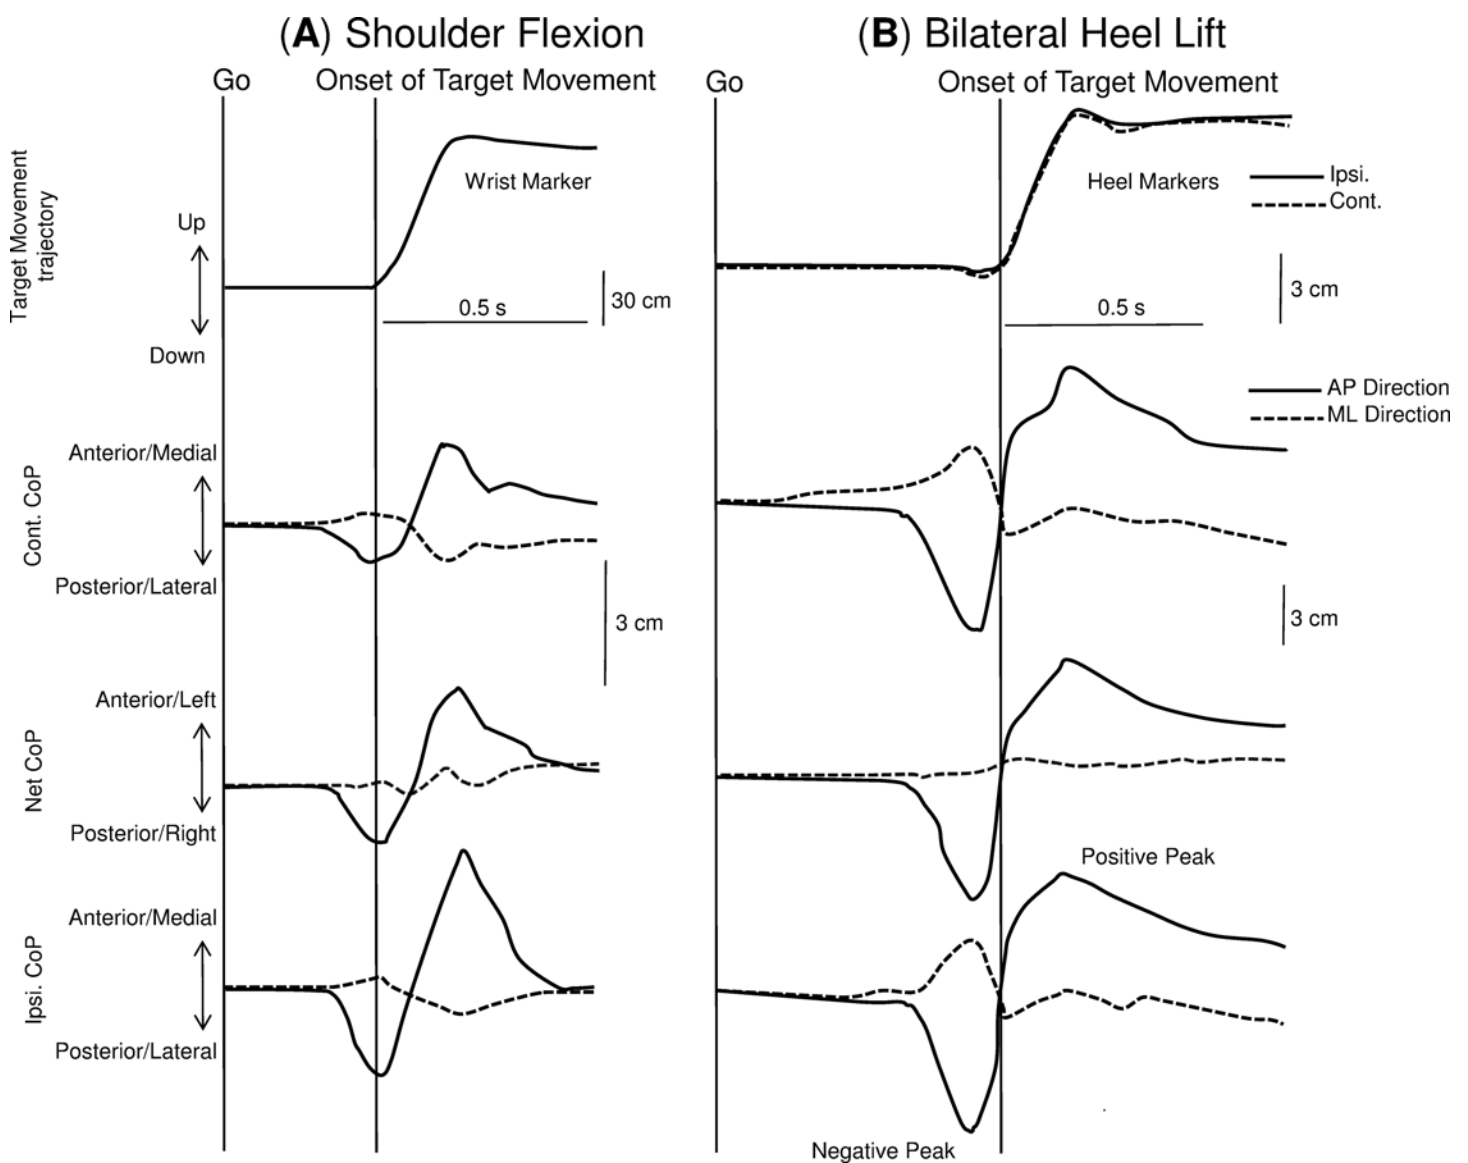 (A) Shoulder Flexion
(B) Bilateral Heel Lift
Go
Onset of Target Movement
Go
Onset of Target Movement
Target Movement
trajectory
Up
Down
Wrist Marker
30 cm
0.5 s
Heel Markers
Ipsi.
Cont.
3 cm
0.5 s
AP Direction
ML Direction
Cont. CoP
Anterior/Medial
Posterior/Lateral
3 cm
3 cm
Net CoP
Anterior/Left
Posterior/Right
Positive Peak
Ipsi. CoP
Anterior/Medial
Posterior/Lateral
Negative Peak